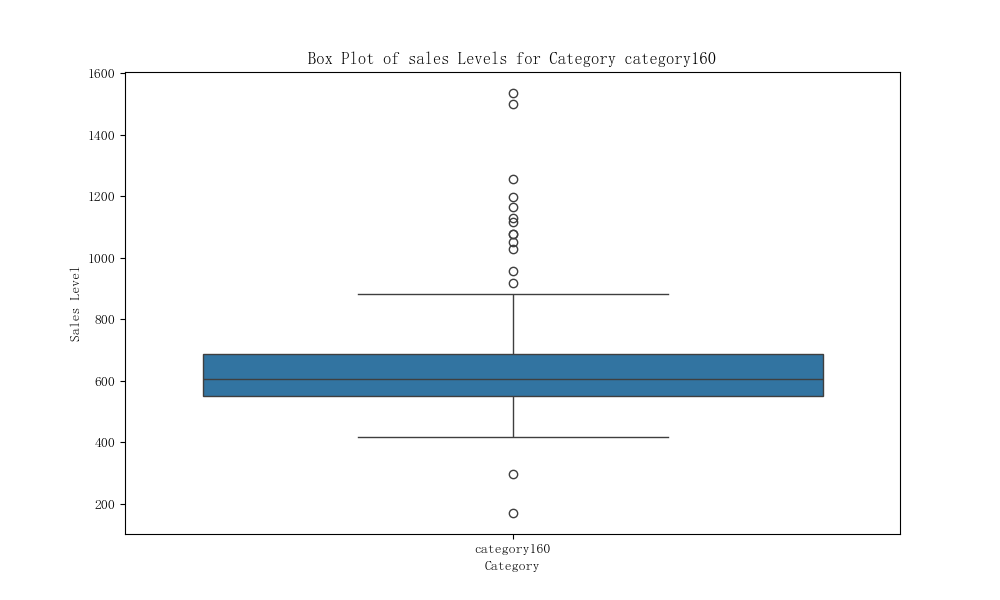 Box Plot of sales Levels for Category category160
1600
1400
1200
1000
800
600
400
200
Sales Level
category160
Category